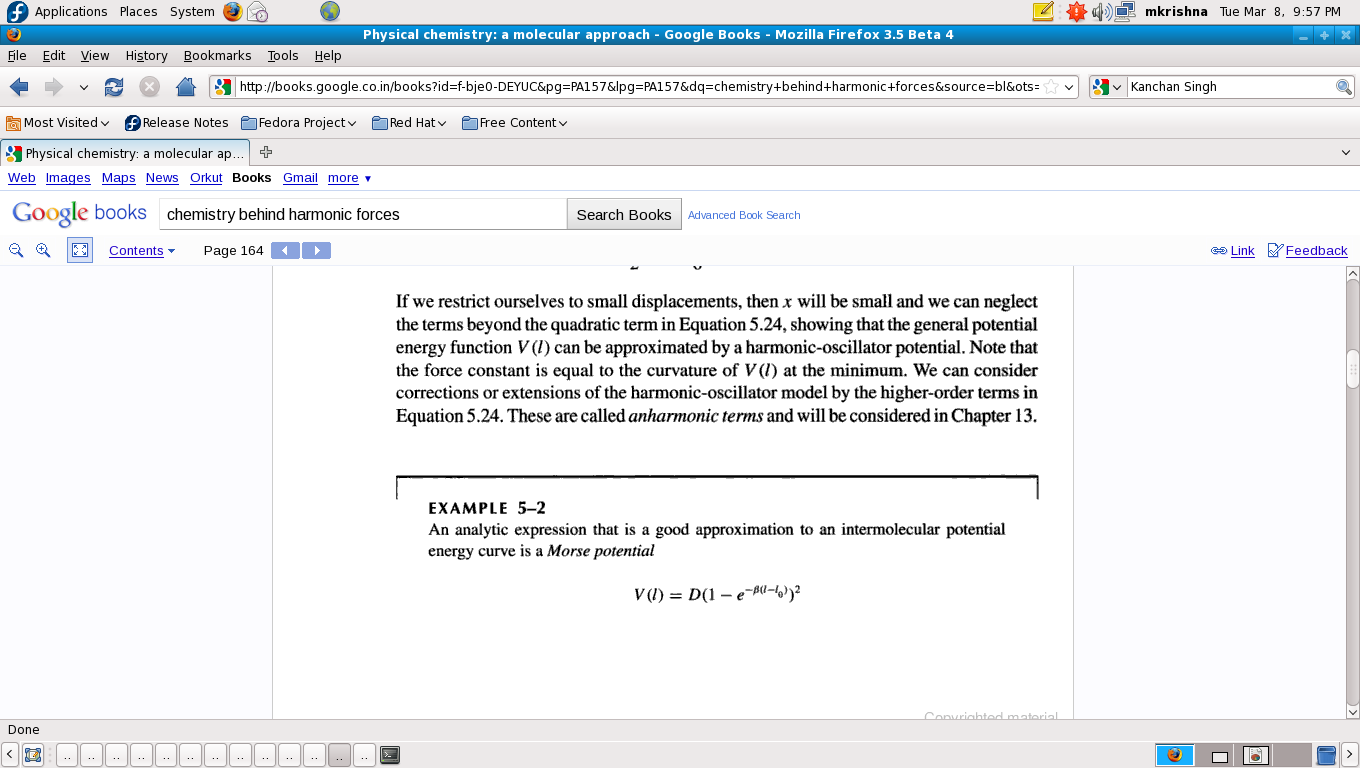 Applications Places System mkrishna Tue Mar 8, 9:57 PM
Physical chemistry: a molecular approach - Google Books - Mozilla Firefox 3.5 Beta 4
File Edit View History Bookmarks Tools Help
http://books.google.co.in/books?id=f-bje0-DEYUC&pg=PA157&lpg=PA157&dq=chemistry+behind+harmonic+forces&source=bl&ots= Kanchan Singh
Most Visited Release Notes Fedora Project Red Hat Free Content
Physical chemistry: a molecular ap...
Web Images Maps News Orkut Books Gmail more ▼
Google books chemistry behind harmonic forces Search Books Advanced Book Search
Contents Page 164 Link Feedback
If we restrict ourselves to small displacements, then x will be small and we can neglect
the terms beyond the quadratic term in Equation 5.24, showing that the general potential
energy function V(l) can be approximated by a harmonic-oscillator potential. Note that
the force constant is equal to the curvature of V(l) at the minimum. We can consider
corrections or extensions of the harmonic-oscillator model by the higher-order terms in
Equation 5.24. These are called anharmonic terms and will be considered in Chapter 13.
EXAMPLE 5–2
An analytic expression that is a good approximation to an intermolecular potential
energy curve is a Morse potential
V(l) = D(1 − e^{−β(l−l₀)})²
Copyrighted material
Done
.. .. .. .. .. .. .. .. .. .. .. .. ..